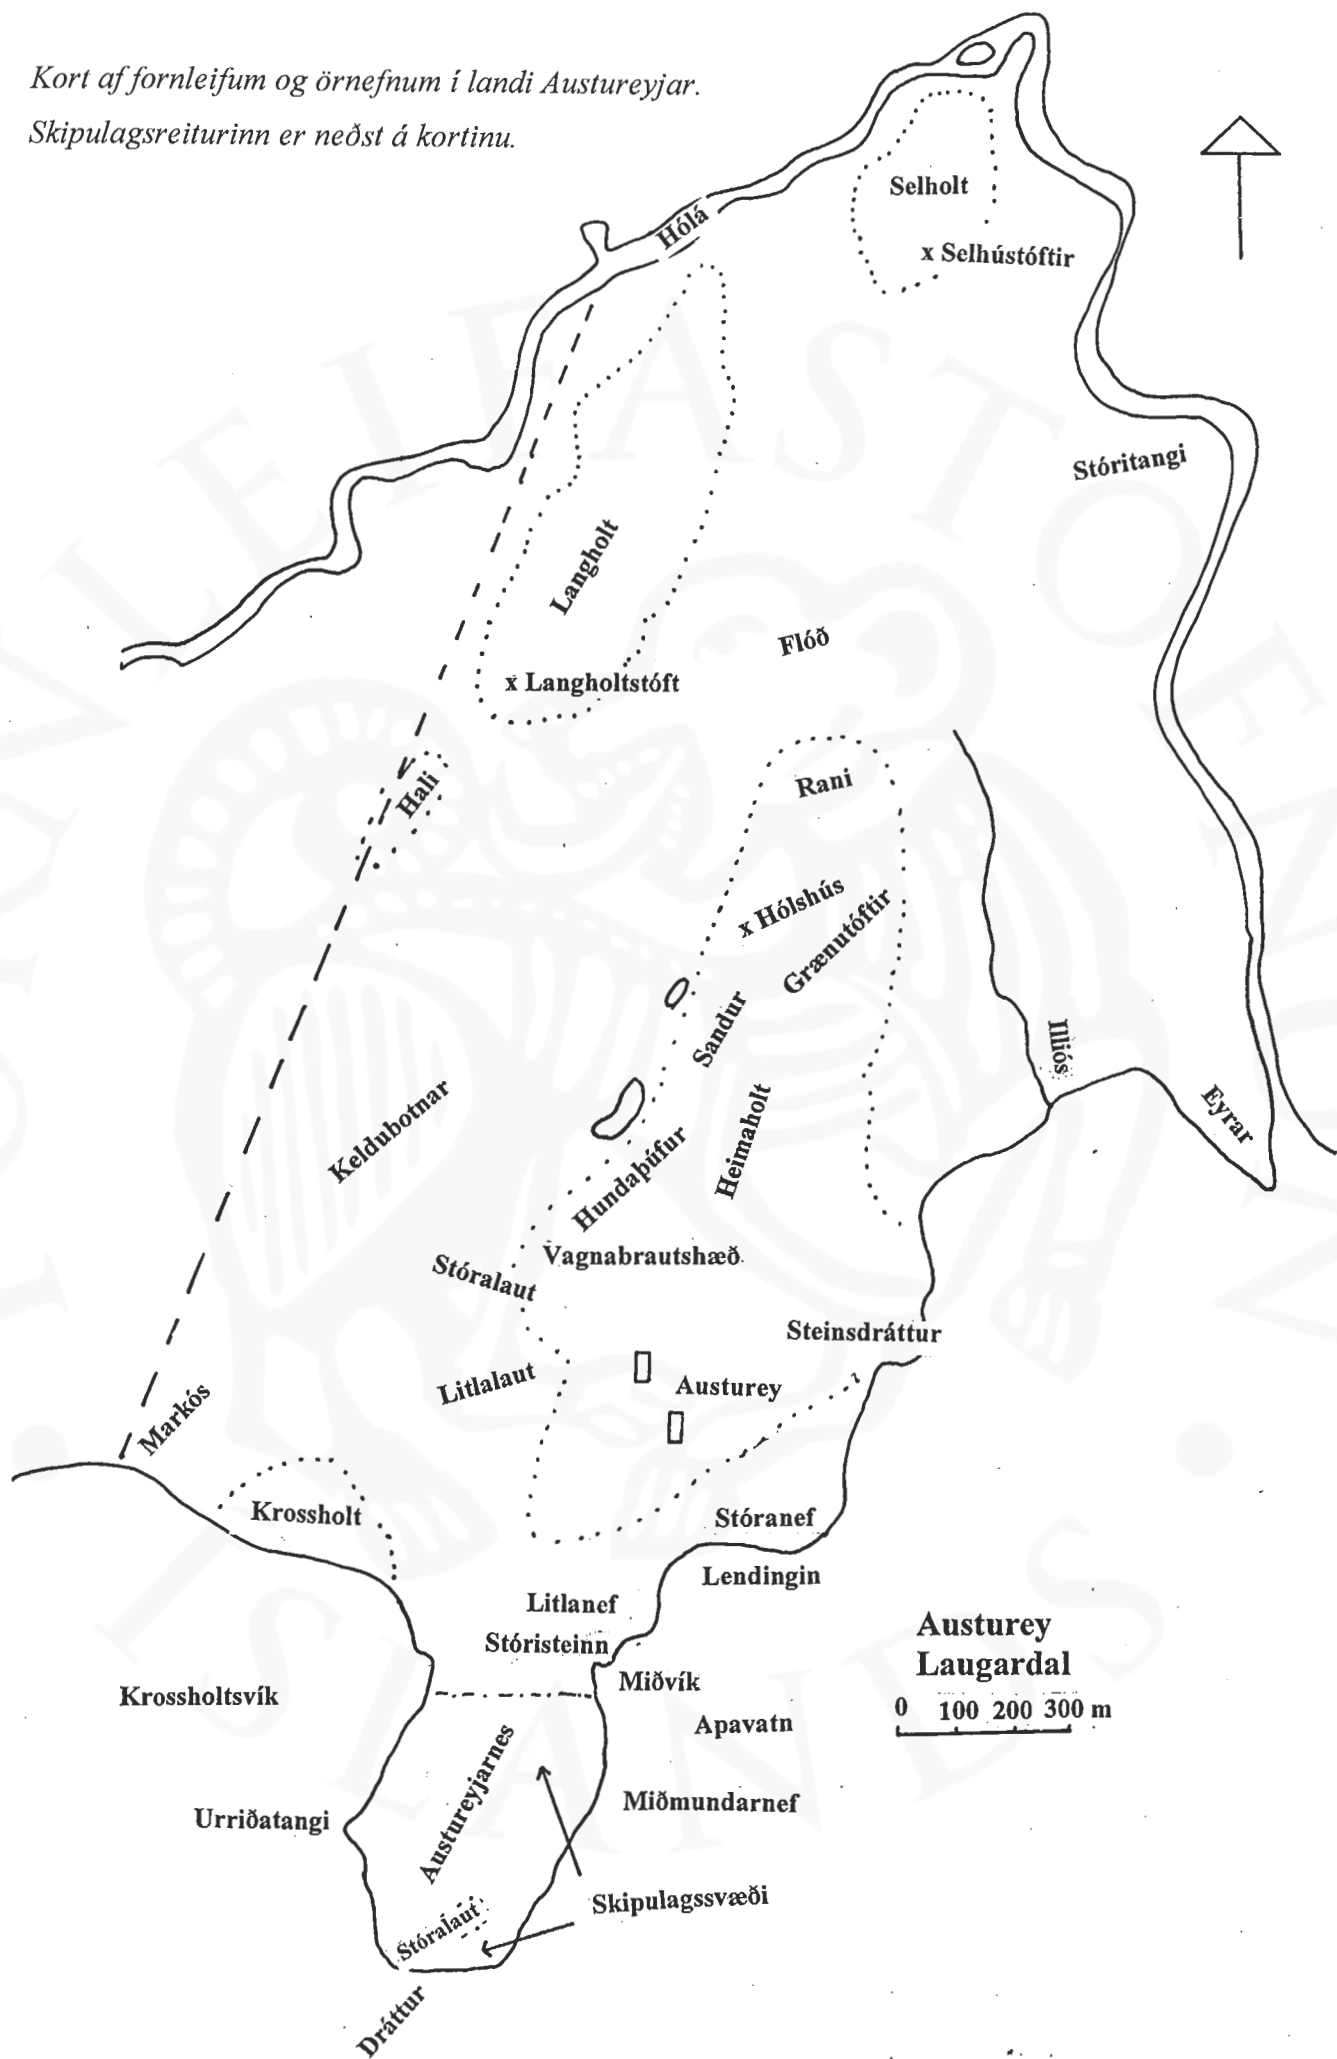 Kort af fornleifum og örnefnum í landi Austureyjar.
Skipulagsreiturinn er neðst á kortinu.
Selholt
Hólá
x Selhústóftir
Stóritangi
Langholt
Flóð
x Langholtstóft
Hali
Rani
x Hólshús
Grænutóftir
Sandur
Illiós
Eyrar
Keldubotnar
Heimaholt
Hundaþúfur
Vagnabrautshæð
Stóralaut
Steinsdráttur
Litlalaut
Austurey
Markós
Krossholt
Stóranef
Lendingin
Litlanef
Stóristeinn
Miðvík
Krossholtsvík
Apavatn
Austurey
Laugardal
0 100 200 300 m
Austureyjarnes
Miðmundarnef
Urriðatangi
Skipulagssvæði
Stóralaut
Dráttur
FORNLEIFASTOFNUN
ÍSLANDS